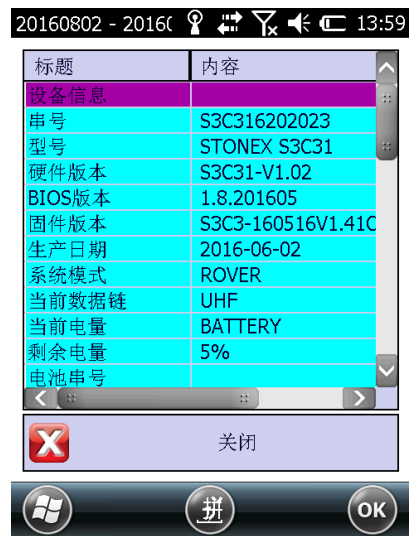 20160802 - 2016( 13:59
标题 内容
设备信息
串号 S3C316202023
型号 STONEX S3C31
硬件版本 S3C31-V1.02
BIOS版本 1.8.201605
固件版本 S3C3-160516V1.41C
生产日期 2016-06-02
系统模式 ROVER
当前数据链 UHF
当前电量 BATTERY
剩余电量 5%
电池串号
关闭
拼 OK